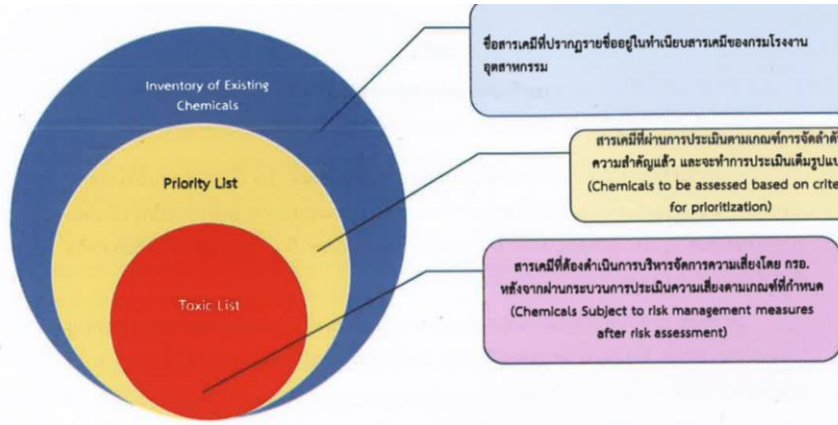 Inventory of Existing
Chemicals
Priority List
Toxic List
ชื่อสารเคมีที่ปรากฏรายชื่ออยู่ในทำเนียบสารเคมีของกรมโรงงาน
อุตสาหกรรม
สารเคมีที่ผ่านการประเมินตามเกณฑ์การจัดลำดั
ความสำคัญแล้ว และจะทำการประเมินเต็มรูปแบ
(Chemicals to be assessed based on crite
for prioritization)
สารเคมีที่ต้องดำเนินการบริหารจัดการความเสี่ยงโดย กรอ.
หลังจากผ่านกระบวนการประเมินความเสี่ยงตามเกณฑ์ที่กำหนด
(Chemicals Subject to risk management measures
after risk assessment)